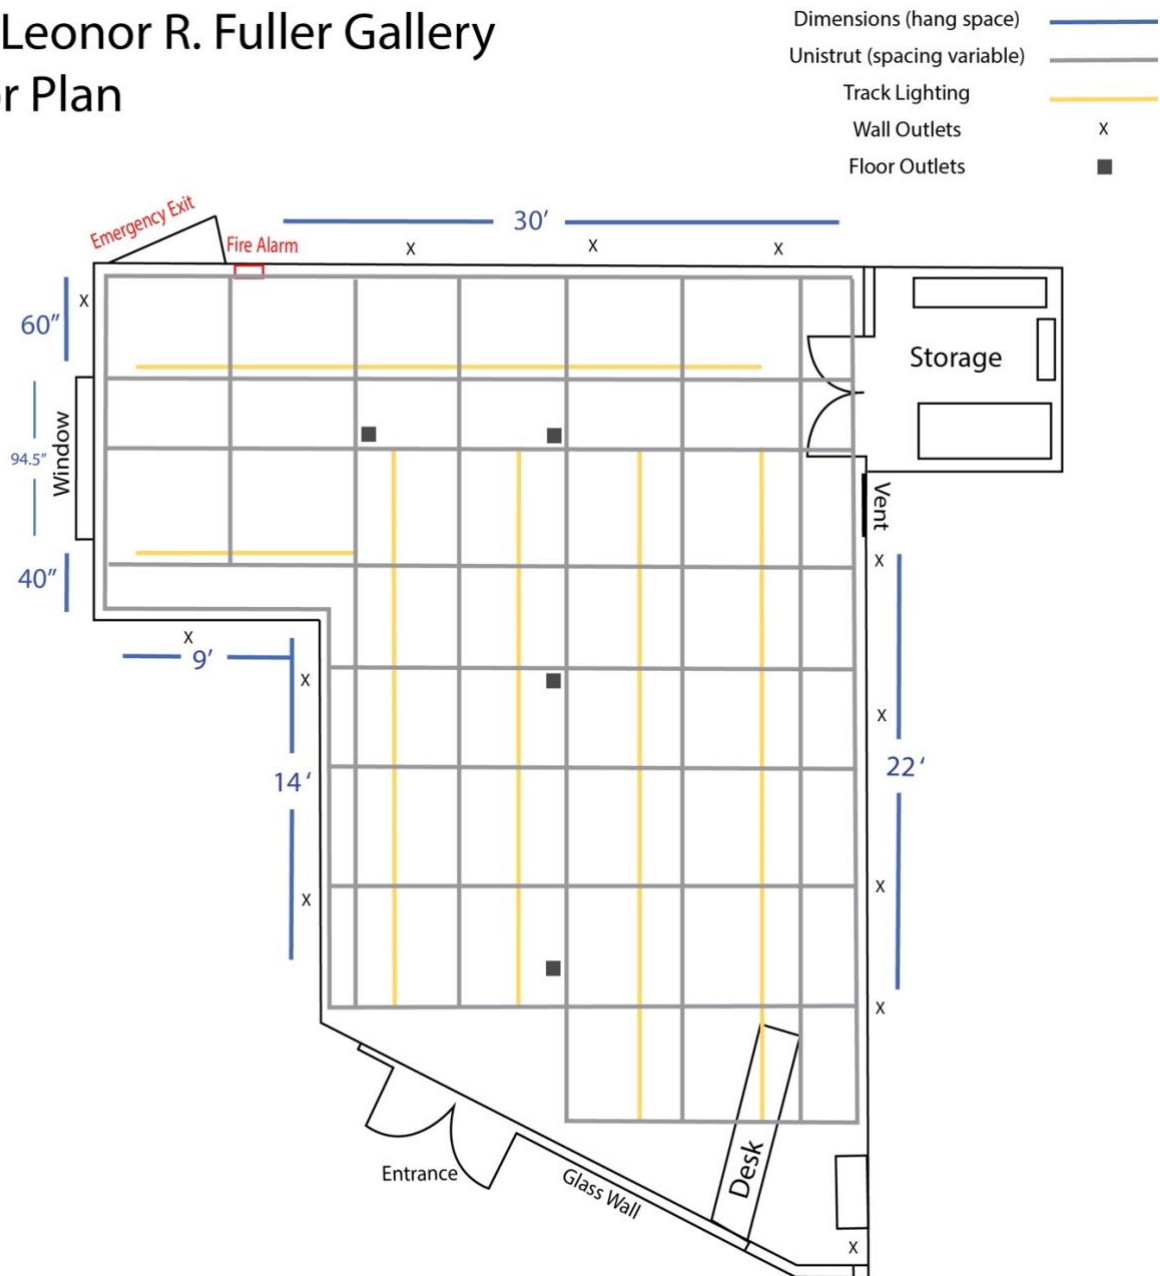 Leonor R. Fuller Gallery
r Plan
Dimensions (hang space)
Unistrut (spacing variable)
Track Lighting
Wall Outlets x
Floor Outlets
Emergency Exit
Fire Alarm
30′
x x x
x
60″
Storage
Window
94.5″
Vent
40″
x
x
9′
x
x
14′
22′
x
x
x
Entrance
Glass Wall
Desk
x